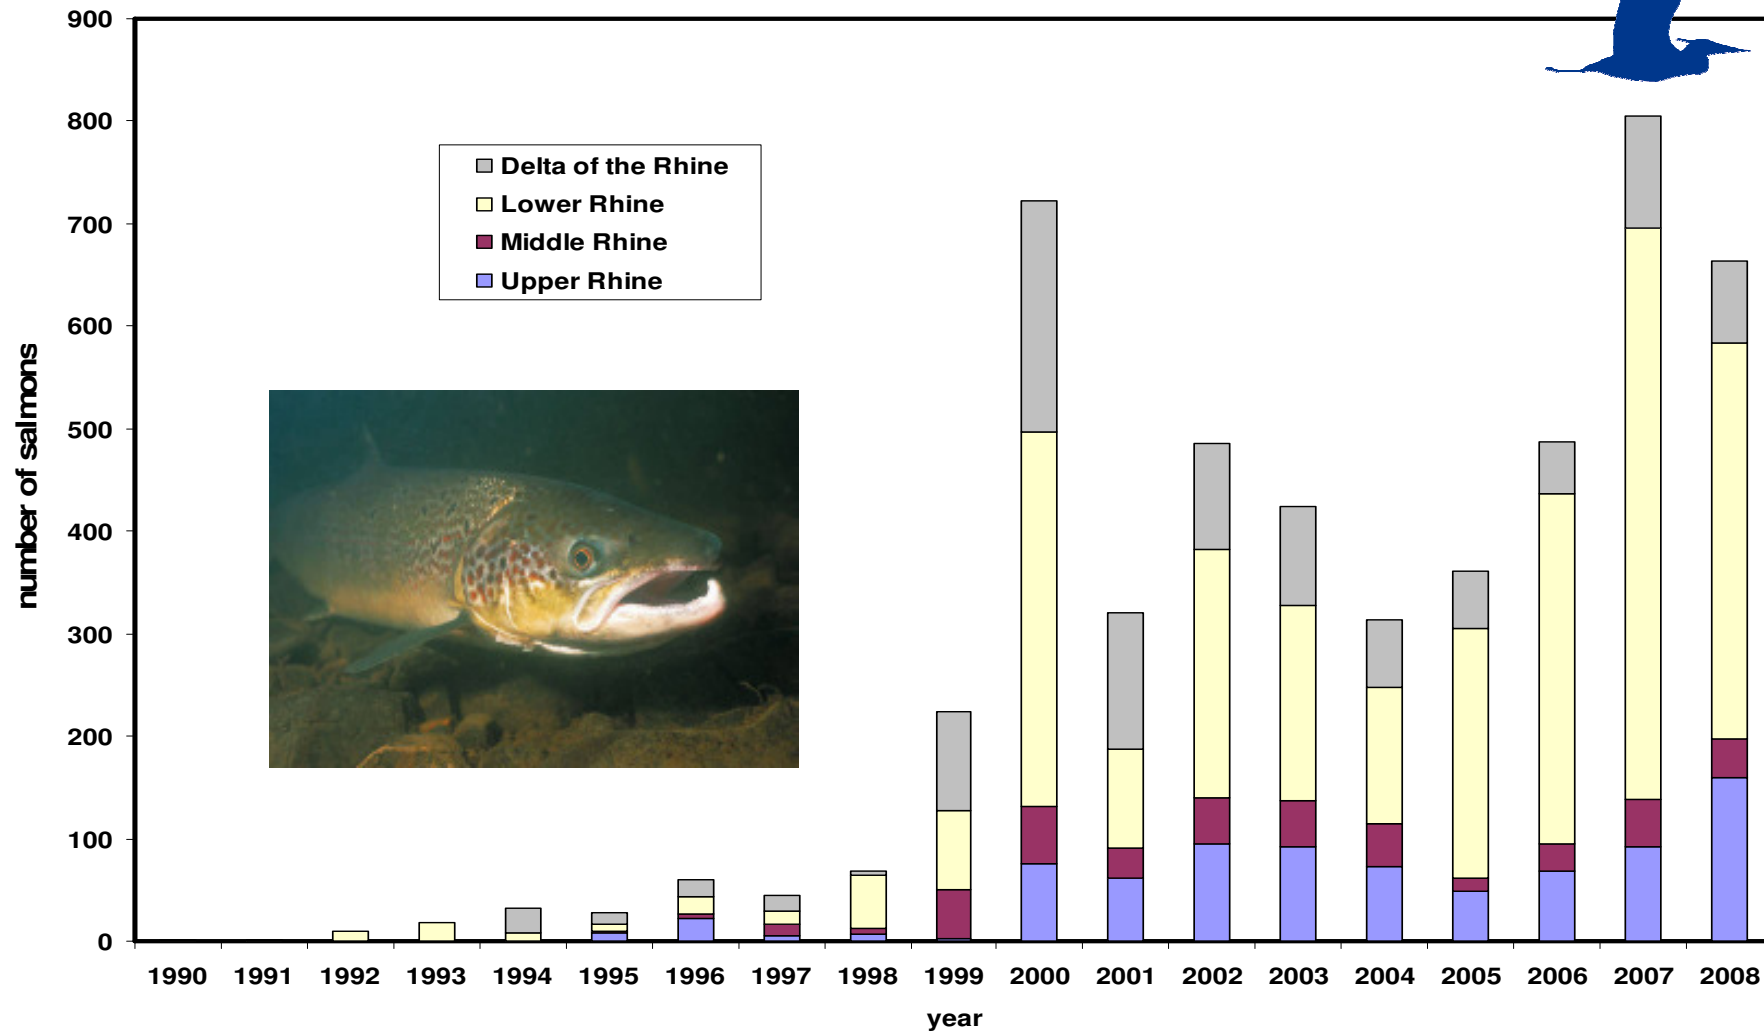 900
800
700
600
500
400
300
200
100
0
number of salmons
Delta of the Rhine
Lower Rhine
Middle Rhine
Upper Rhine
1990 1991 1992 1993 1994 1995 1996 1997 1998 1999 2000 2001 2002 2003 2004 2005 2006 2007 2008
year